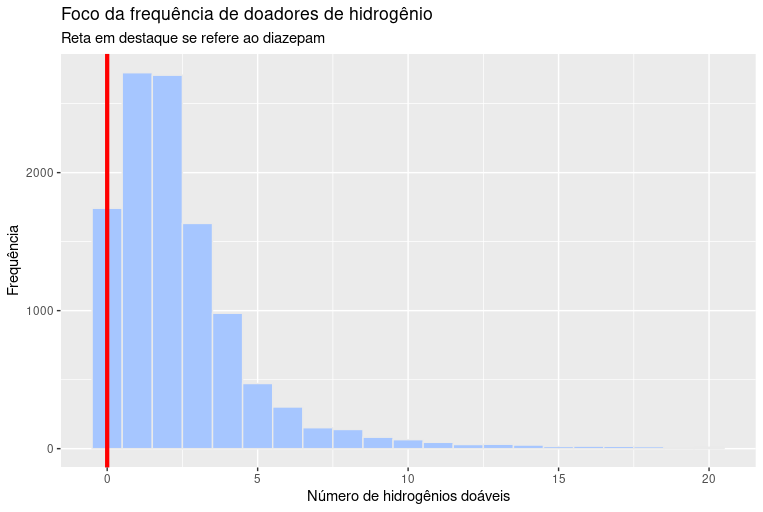 Foco da frequência de doadores de hidrogênio
Reta em destaque se refere ao diazepam
Frequência
2000
1000
0
0 5 10 15 20
Número de hidrogênios doáveis